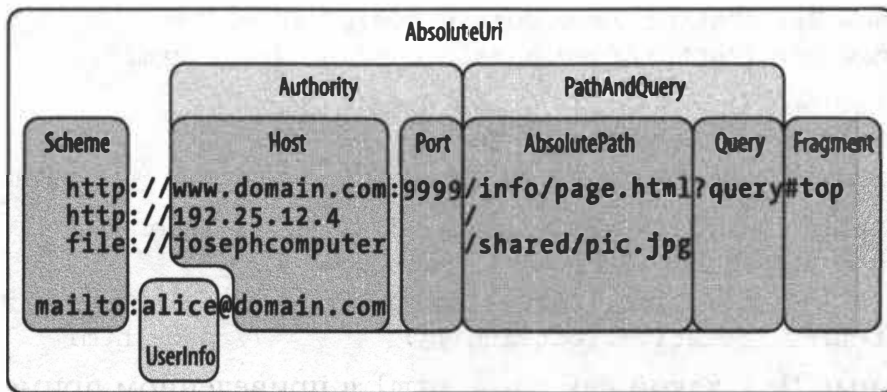 AbsoluteUri
Authority PathAndQuery
Scheme Host Port AbsolutePath Query Fragment
http://www.domain.com:9999/info/page.html?query#top
http://192.25.12.4 /
file://josephcomputer /shared/pic.jpg
mailto:alice@domain.com
UserInfo